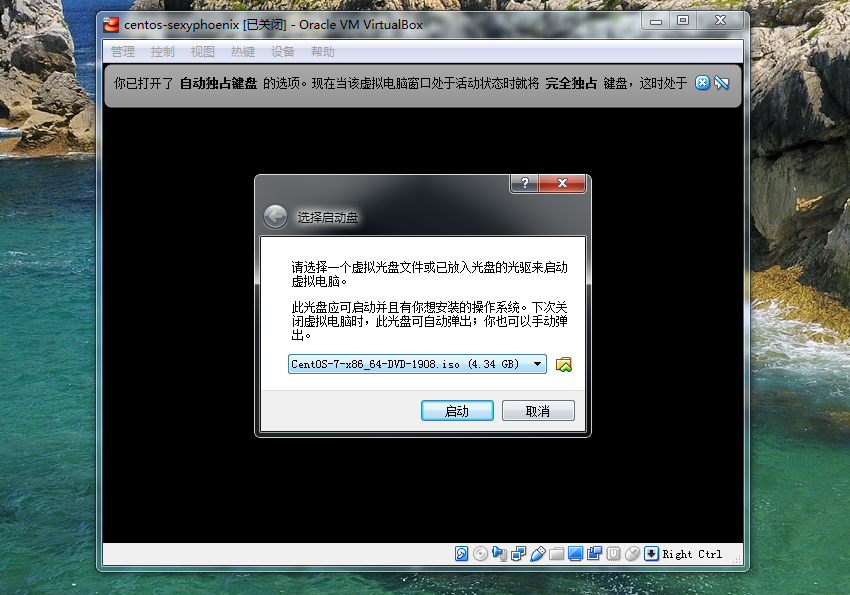 centos-sexyphoenix [已关闭] - Oracle VM VirtualBox
管理 控制 视图 热键 设备 帮助
你已打开了 自动独占键盘 的选项。现在当该虚拟电脑窗口处于活动状态时就将 完全独占 键盘，这时处于
选择启动盘
请选择一个虚拟光盘文件或已放入光盘的光驱来启动
虚拟电脑。
此光盘应可启动并且有你想安装的操作系统。下次关
闭虚拟电脑时，此光盘可自动弹出；你也可以手动弹
出。
CentOS-7-x86_64-DVD-1908.iso (4.34 GB)
启动 取消
Right Ctrl